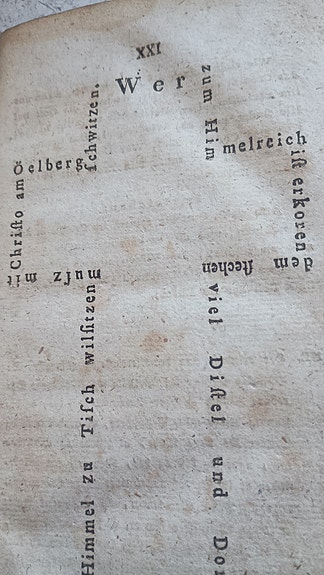 XXI
Wer
zum Him
melreich
ist erkoren
dem stechen
viel Distel und Dor
Himmel zu Tisch wilsitzen
muſz mit
Christo am
Oelberg
schwitzen.